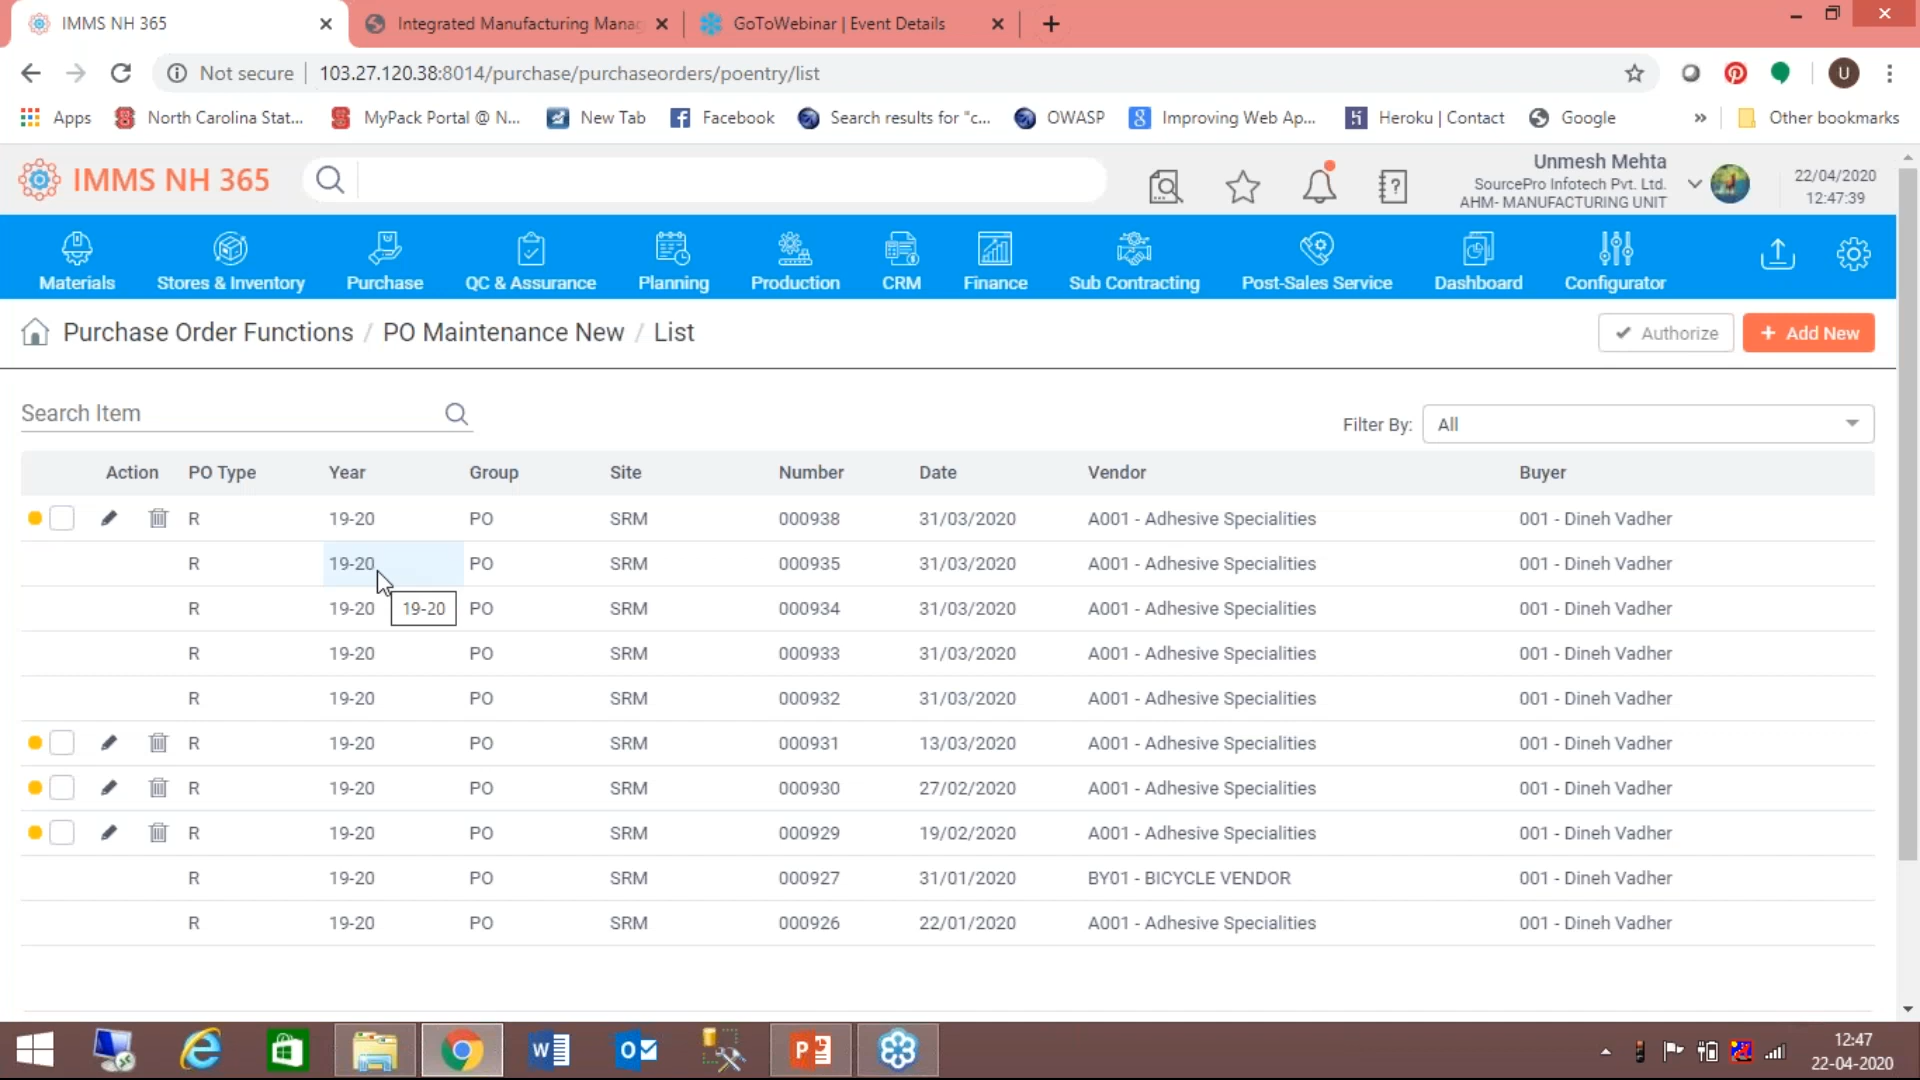 IMMS NH 365
Integrated Manufacturing Manag
GoToWebinar | Event Details
Not secure
103.27.120.38:8014/purchase/purchaseorders/poentry/list
U
Apps
North Carolina Stat...
MyPack Portal @ N...
New Tab
Facebook
Search results for "c...
OWASP
Improving Web Ap...
Heroku | Contact
Google
»
Other bookmarks
IMMS NH 365
Unmesh Mehta
SourcePro Infotech Pvt. Ltd.
AHM- MANUFACTURING UNIT
22/04/2020
12:47:39
Materials
Stores & Inventory
Purchase
QC & Assurance
Planning
Production
CRM
Finance
Sub Contracting
Post-Sales Service
Dashboard
Configurator
Purchase Order Functions / PO Maintenance New / List
Authorize
+ Add New
Search Item
Filter By: All
Action PO Type Year Group Site Number Date Vendor Buyer
R 19-20 PO SRM 000938 31/03/2020 A001 - Adhesive Specialities 001 - Dineh Vadher
R 19-20 PO SRM 000935 31/03/2020 A001 - Adhesive Specialities 001 - Dineh Vadher
R 19-20 PO SRM 000934 31/03/2020 A001 - Adhesive Specialities 001 - Dineh Vadher
19-20
R 19-20 PO SRM 000933 31/03/2020 A001 - Adhesive Specialities 001 - Dineh Vadher
R 19-20 PO SRM 000932 31/03/2020 A001 - Adhesive Specialities 001 - Dineh Vadher
R 19-20 PO SRM 000931 13/03/2020 A001 - Adhesive Specialities 001 - Dineh Vadher
R 19-20 PO SRM 000930 27/02/2020 A001 - Adhesive Specialities 001 - Dineh Vadher
R 19-20 PO SRM 000929 19/02/2020 A001 - Adhesive Specialities 001 - Dineh Vadher
R 19-20 PO SRM 000927 31/01/2020 BY01 - BICYCLE VENDOR 001 - Dineh Vadher
R 19-20 PO SRM 000926 22/01/2020 A001 - Adhesive Specialities 001 - Dineh Vadher
12:47
22-04-2020